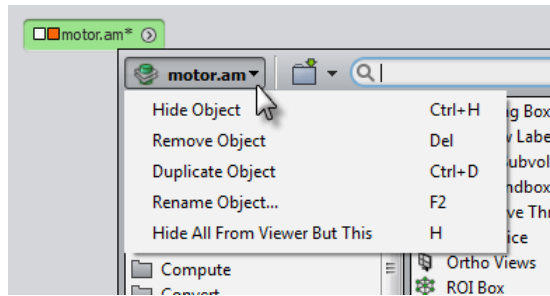 motor.am*
motor.am
Hide Object Ctrl+H
Remove Object Del
Duplicate Object Ctrl+D
Rename Object... F2
Hide All From Viewer But This H
Compute
Ortho Views
ROI Box